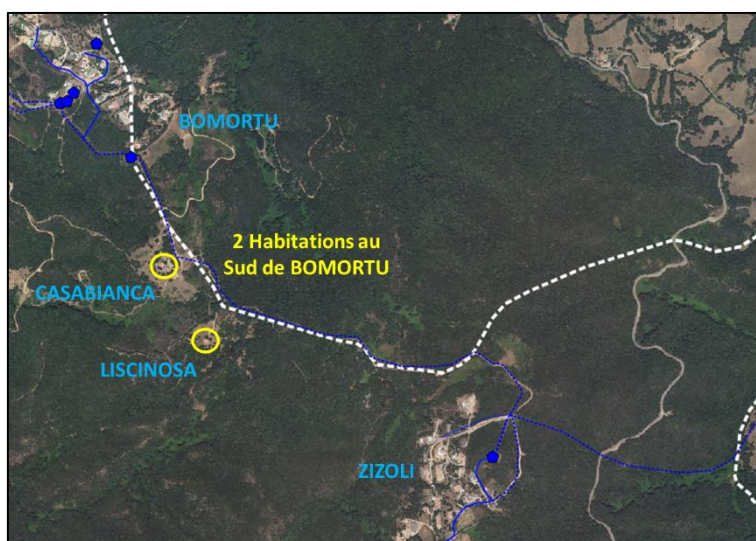 BOMORTU
2 Habitations au
Sud de BOMORTU
CASABIANCA
LISCINOSA
ZIZOLI